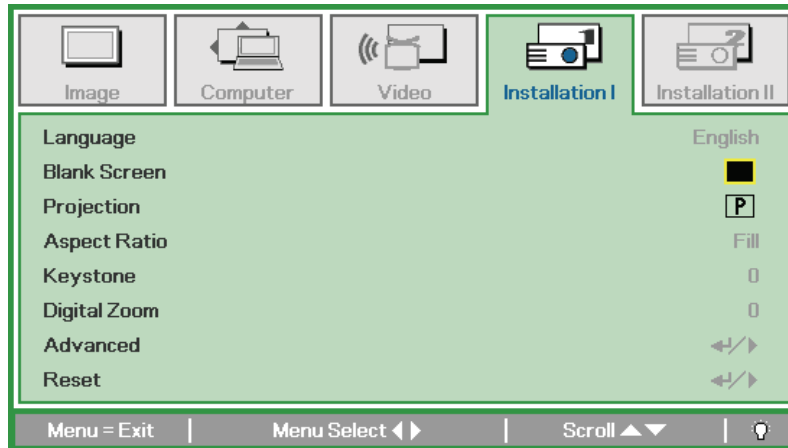 Image Computer Video Installation I Installation II
Language English
Blank Screen
Projection P
Aspect Ratio Fill
Keystone 0
Digital Zoom 0
Advanced
Reset
Menu = Exit Menu Select Scroll